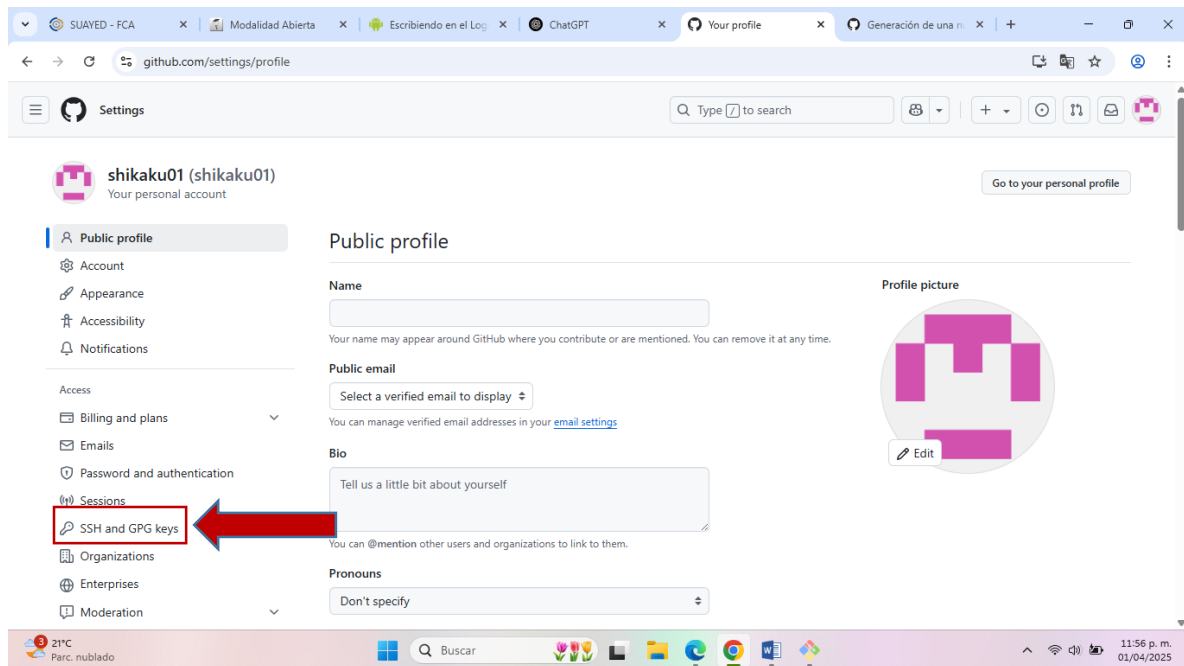 SUAYED - FCA
Modalidad Abierta
Escribiendo en el Log
ChatGPT
Your profile
Generación de una n
github.com/settings/profile
Settings
Type / to search
shikaku01 (shikaku01)
Your personal account
Go to your personal profile
Public profile
Account
Appearance
Accessibility
Notifications
Access
Billing and plans
Emails
Password and authentication
Sessions
SSH and GPG keys
Organizations
Enterprises
Moderation
Public profile
Name
Your name may appear around GitHub where you contribute or are mentioned. You can remove it at any time.
Public email
Select a verified email to display
You can manage verified email addresses in your email settings
Bio
Tell us a little bit about yourself
You can @mention other users and organizations to link to them.
Pronouns
Don't specify
Profile picture
Edit
3
21°C
Parc. nublado
Buscar
11:56 p. m.
01/04/2025